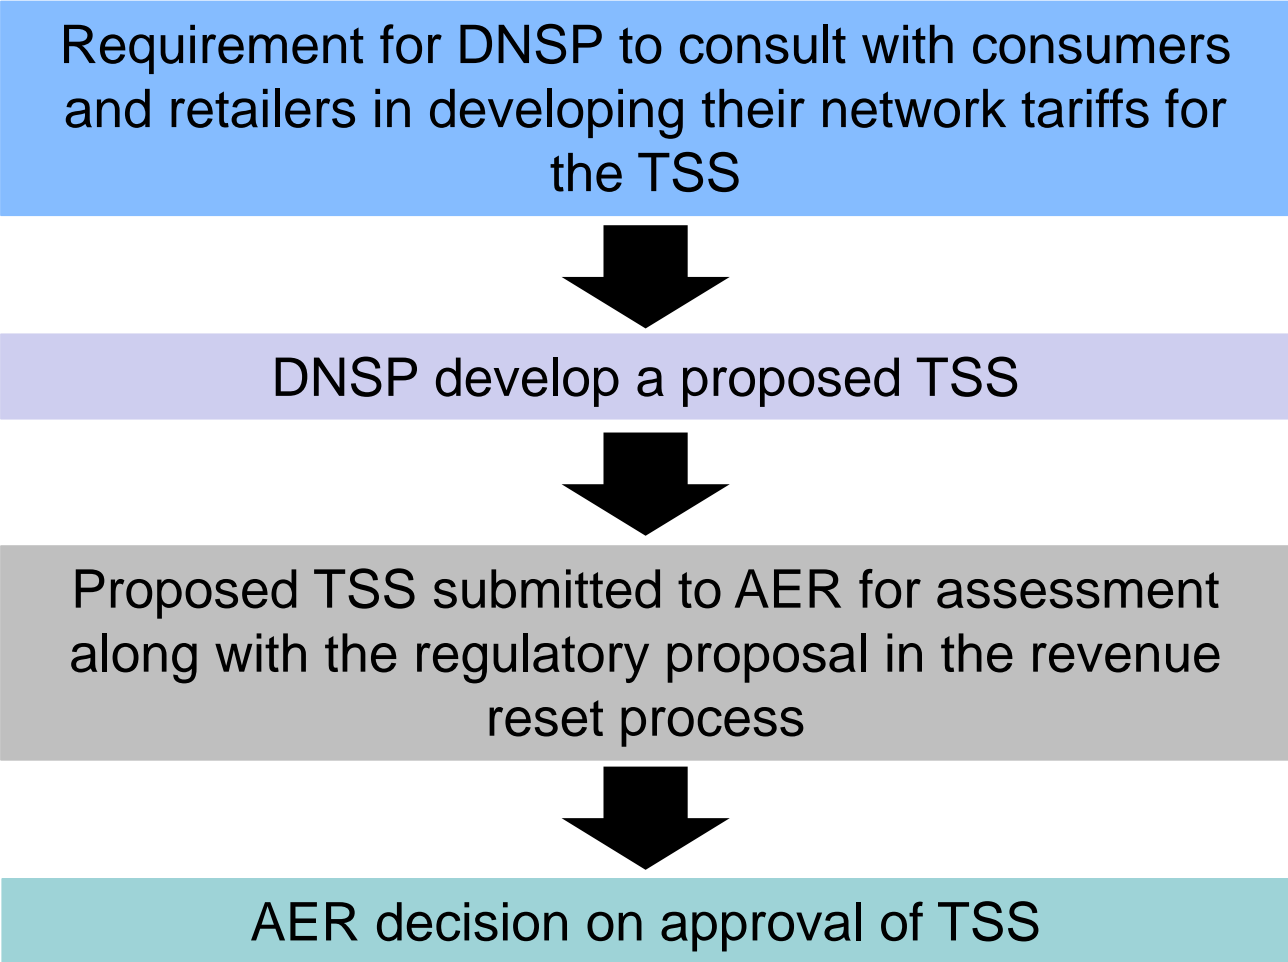 Requirement for DNSP to consult with consumers
and retailers in developing their network tariffs for
the TSS
DNSP develop a proposed TSS
Proposed TSS submitted to AER for assessment
along with the regulatory proposal in the revenue
reset process
AER decision on approval of TSS